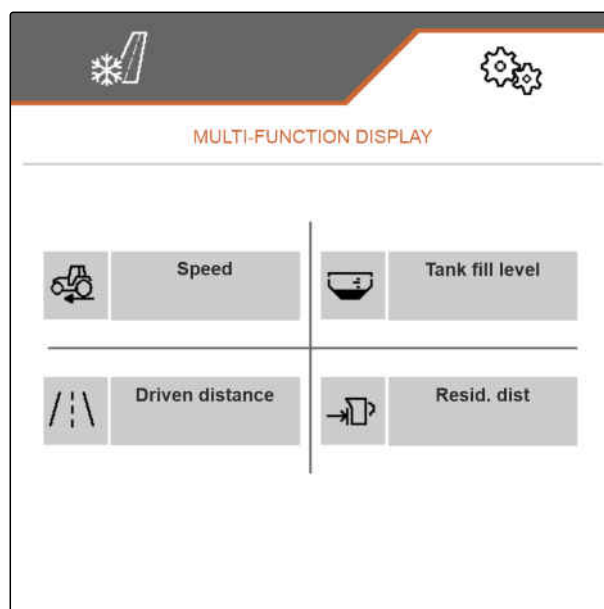 MULTI-FUNCTION DISPLAY
Speed
Tank fill level
Driven distance
Resid. dist